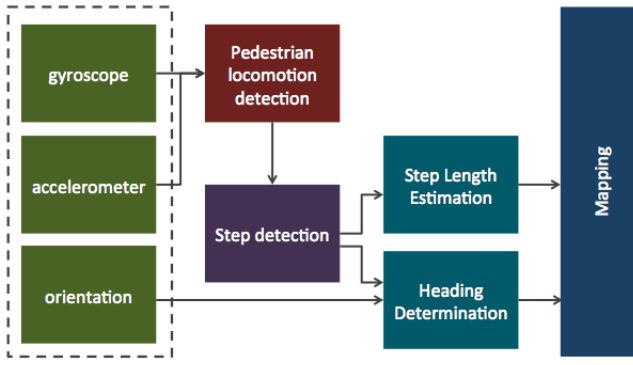 gyroscope
Pedestrian
locomotion
detection
accelerometer
Step detection
Step Length
Estimation
orientation
Heading
Determination
Mapping